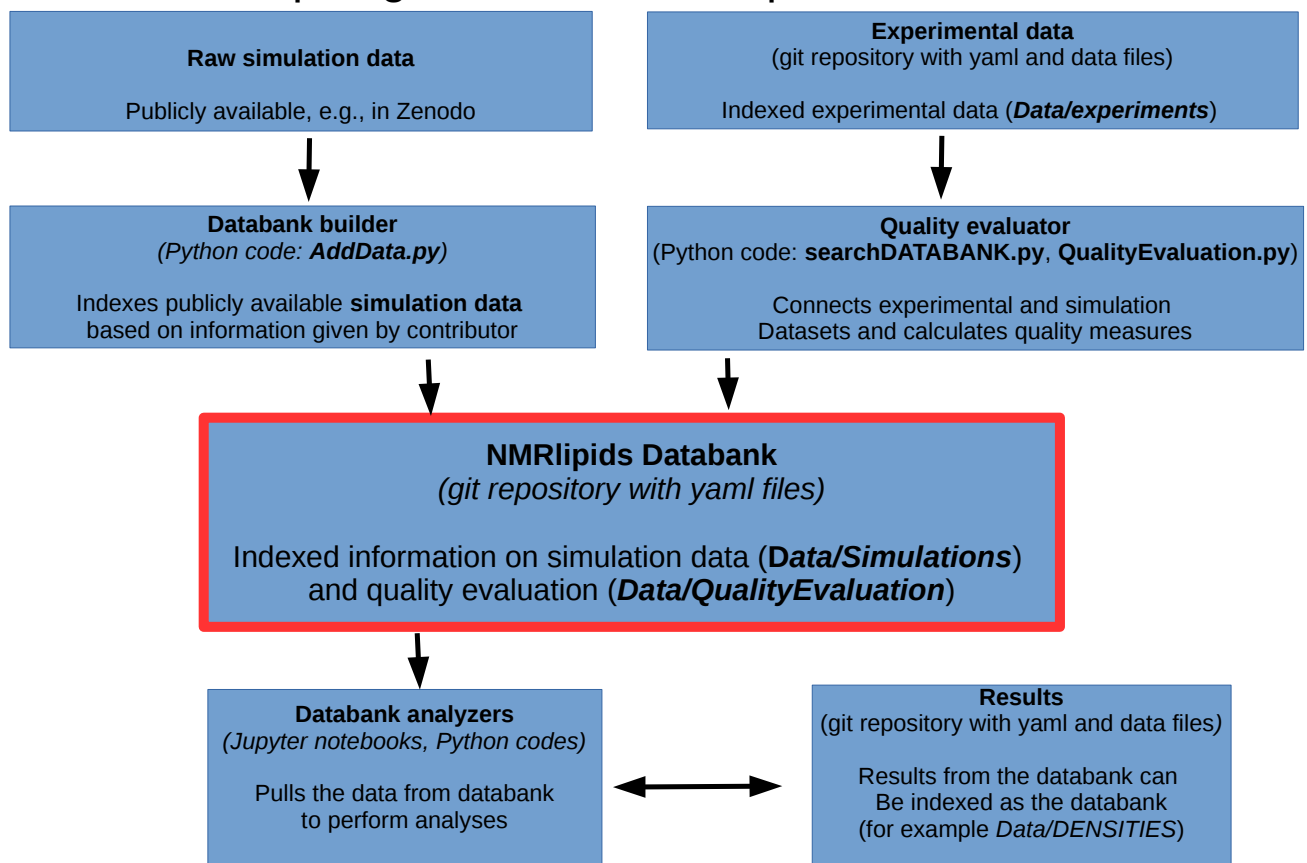 Raw simulation data
Publicly available, e.g., in Zenodo
Experimental data
(git repository with yaml and data files)
Indexed experimental data (Data/experiments)
Databank builder
(Python code: AddData.py)
Indexes publicly available simulation data
based on information given by contributor
Quality evaluator
(Python code: searchDATABANK.py, QualityEvaluation.py)
Connects experimental and simulation
Datasets and calculates quality measures
NMRlipids Databank
(git repository with yaml files)
Indexed information on simulation data (Data/Simulations)
and quality evaluation (Data/QualityEvaluation)
Databank analyzers
(Jupyter notebooks, Python codes)
Pulls the data from databank
to perform analyses
Results
(git repository with yaml and data files)
Results from the databank can
Be indexed as the databank
(for example Data/DENSITIES)